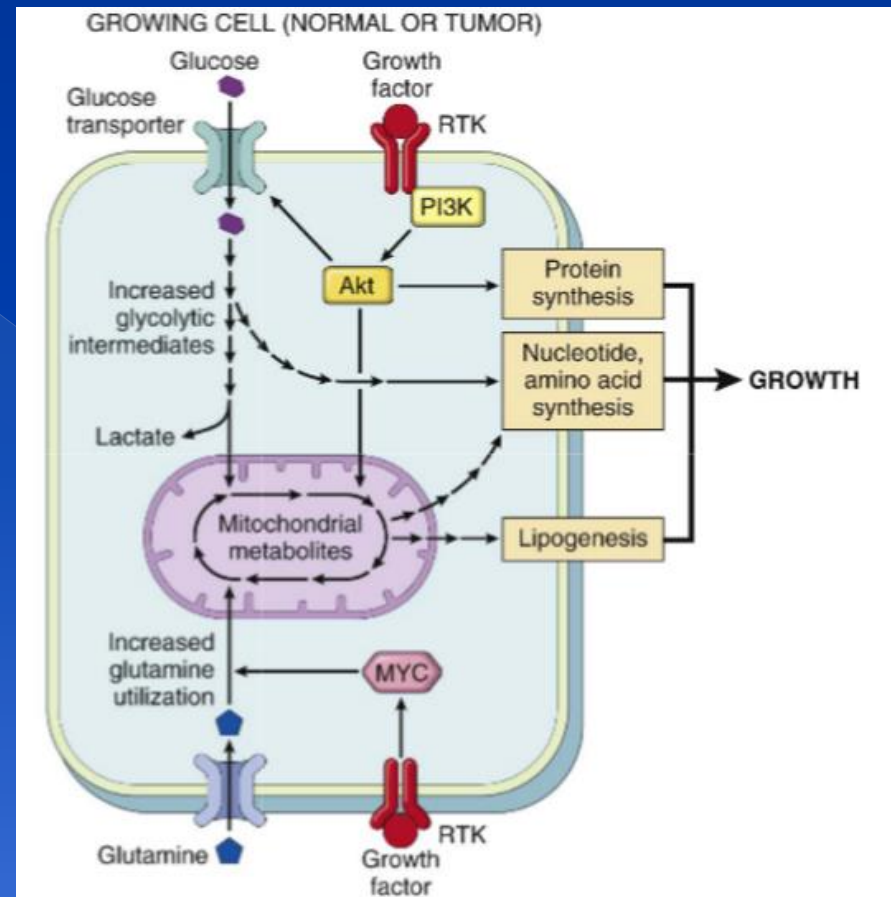 GROWING CELL (NORMAL OR TUMOR)
Glucose
Glucose
transporter
Growth
factor
RTK
PI3K
Akt
Increased
glycolytic
intermediates
Protein
synthesis
Nucleotide,
amino acid
synthesis
GROWTH
Lactate
Mitochondrial
metabolites
Lipogenesis
Increased
glutamine
utilization
MYC
RTK
Glutamine
Growth
factor